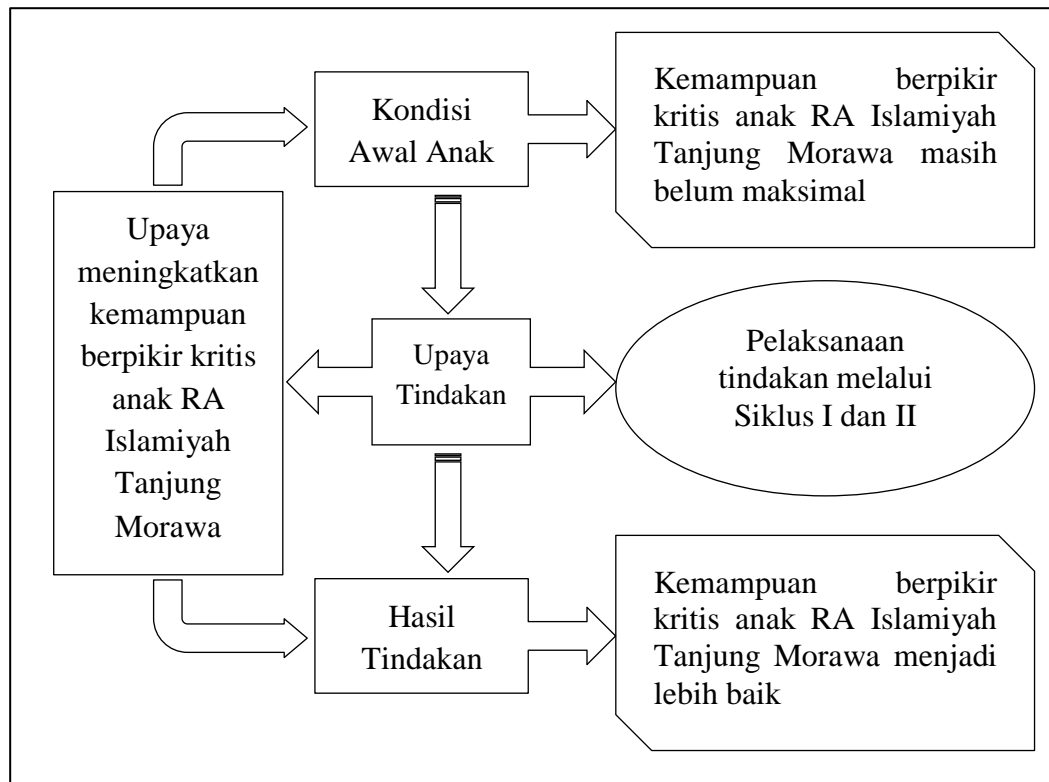 Kondisi
Awal Anak
Kemampuan berpikir
kritis anak RA Islamiyah
Tanjung Morawa masih
belum maksimal
Upaya
meningkatkan
kemampuan
berpikir kritis
anak RA
Islamiyah
Tanjung
Morawa
Upaya
Tindakan
Pelaksanaan
tindakan melalui
Siklus I dan II
Hasil
Tindakan
Kemampuan berpikir
kritis anak RA Islamiyah
Tanjung Morawa menjadi
lebih baik